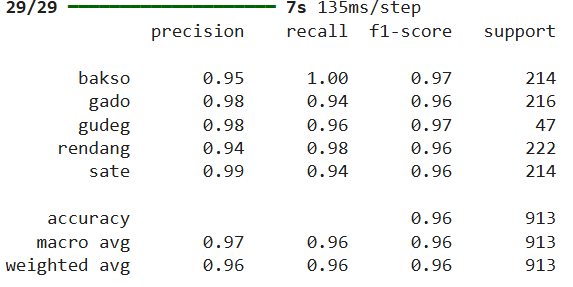 29/29 ━━━━━━━━━━━━━━━━━━━━ 7s 135ms/step
precision recall f1-score support
bakso 0.95 1.00 0.97 214
gado 0.98 0.94 0.96 216
gudeg 0.98 0.96 0.97 47
rendang 0.94 0.98 0.96 222
sate 0.99 0.94 0.96 214
accuracy 0.96 913
macro avg 0.97 0.96 0.96 913
weighted avg 0.96 0.96 0.96 913